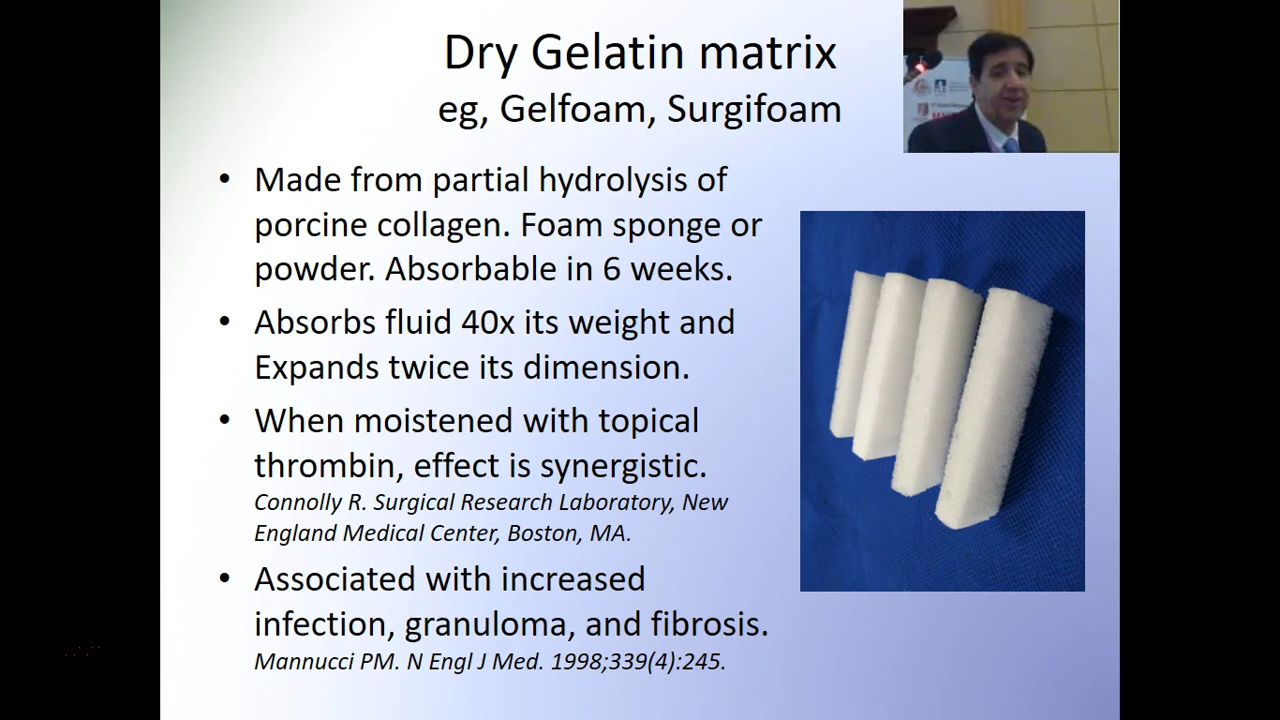 Dry Gelatin matrix
eg, Gelfoam, Surgifoam
• Made from partial hydrolysis of
porcine collagen. Foam sponge or
powder. Absorbable in 6 weeks.
• Absorbs fluid 40x its weight and
Expands twice its dimension.
• When moistened with topical
thrombin, effect is synergistic.
Connolly R. Surgical Research Laboratory, New
England Medical Center, Boston, MA.
• Associated with increased
infection, granuloma, and fibrosis.
Mannucci PM. N Engl J Med. 1998;339(4):245.